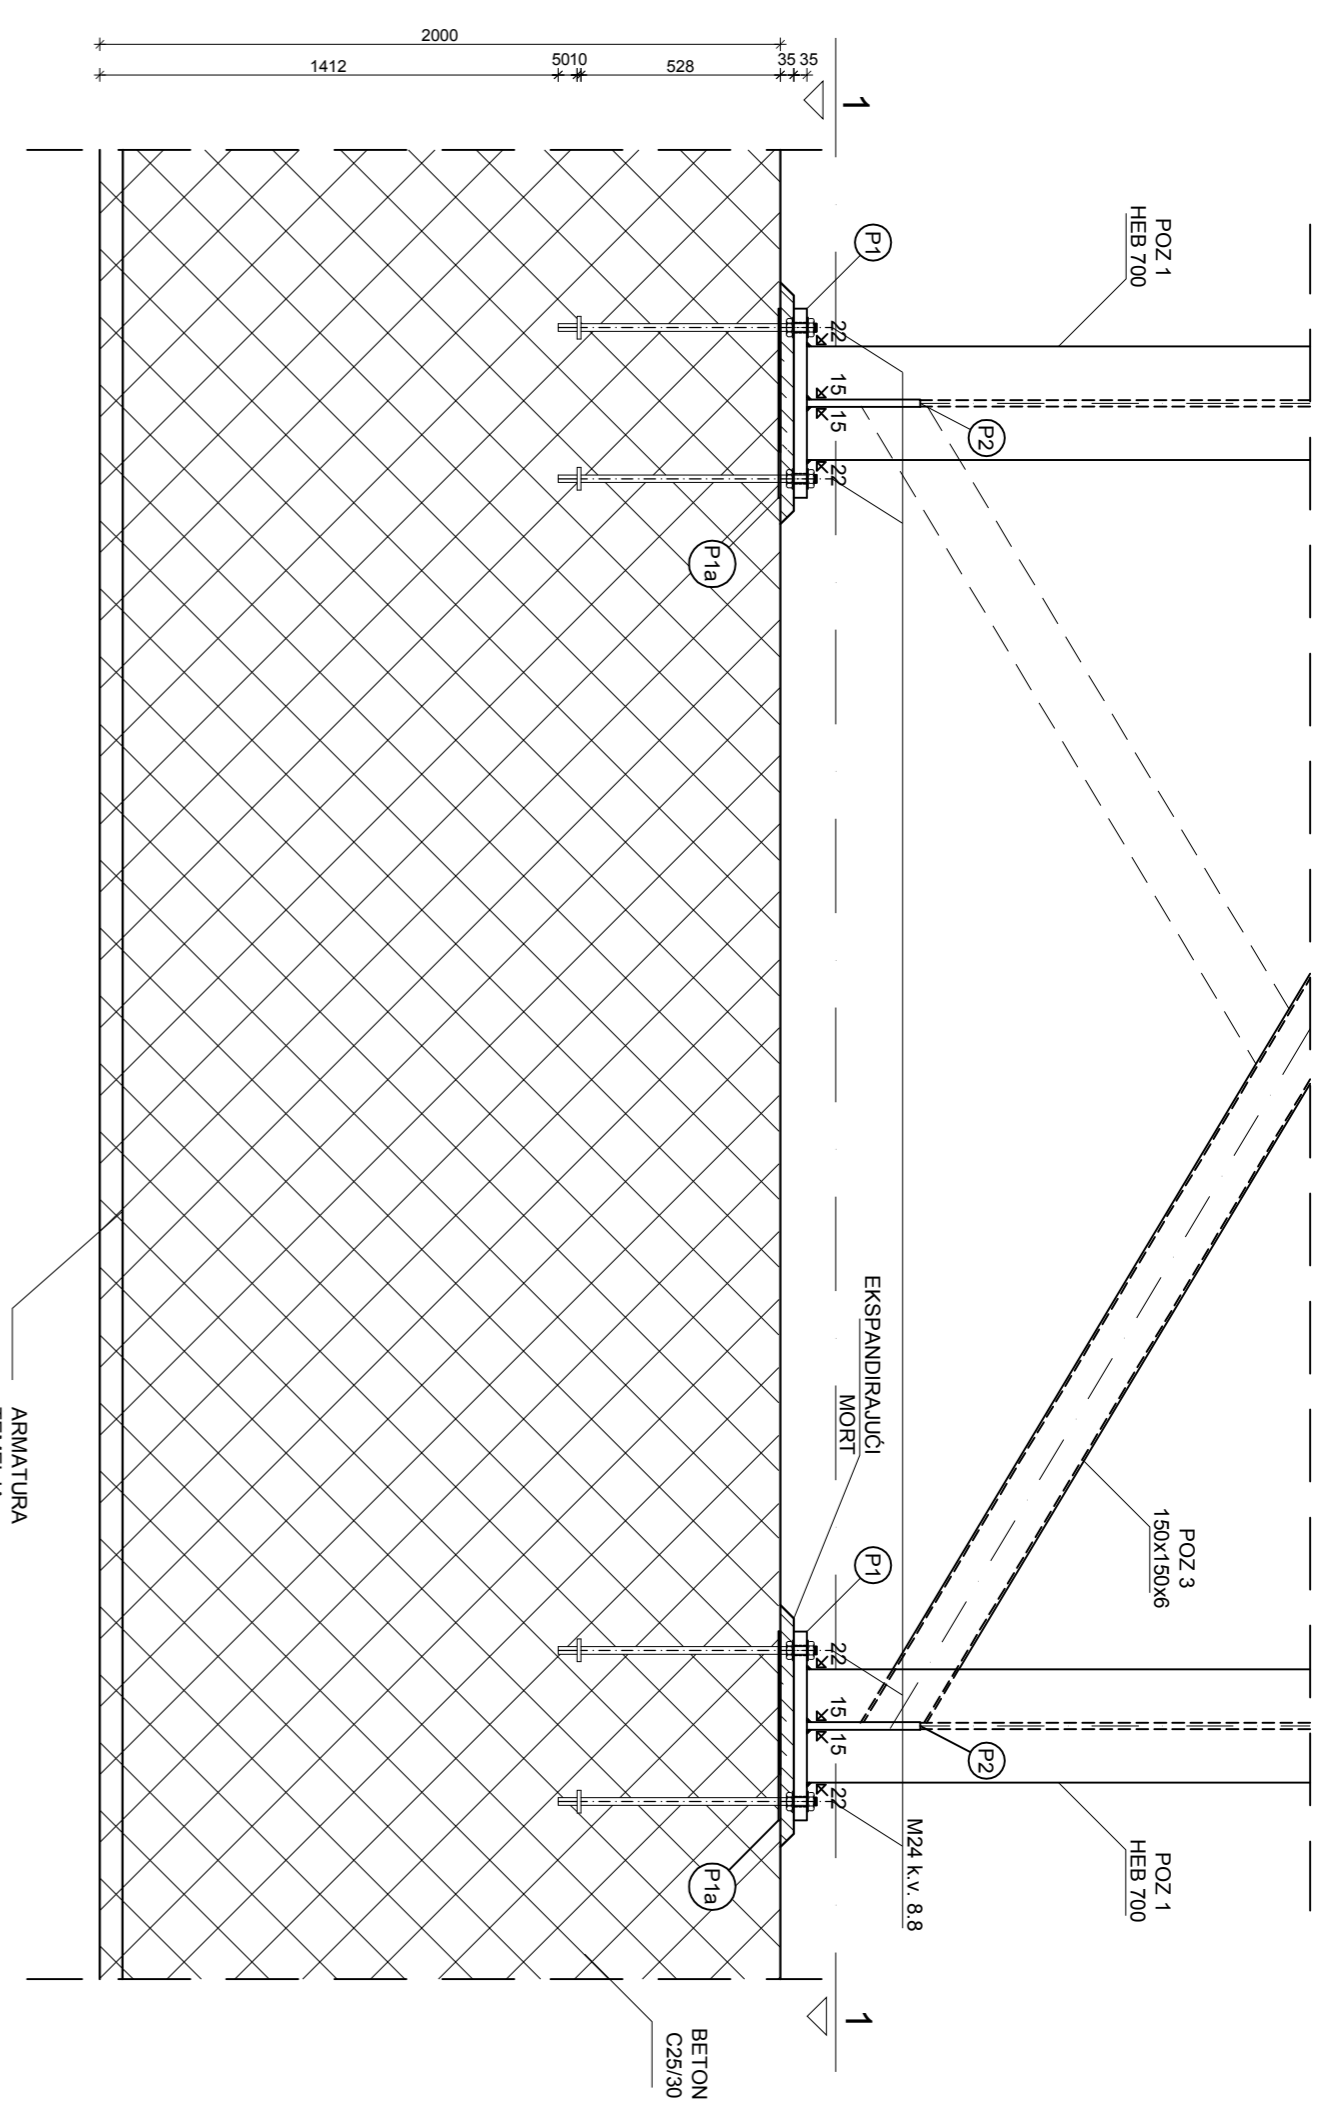 2000
1412
50
10
528
35
35
1
POZ 1
HEB 700
P1
22
15
15
22
P2
P1a
EKSPANDIRAJUĆI
MORT
POZ 3
150x150x6
P1
22
15
15
22
P2
P1a
M24 k.v. 8.8
POZ 1
HEB 700
1
BETON
C25/30
ARMATURA